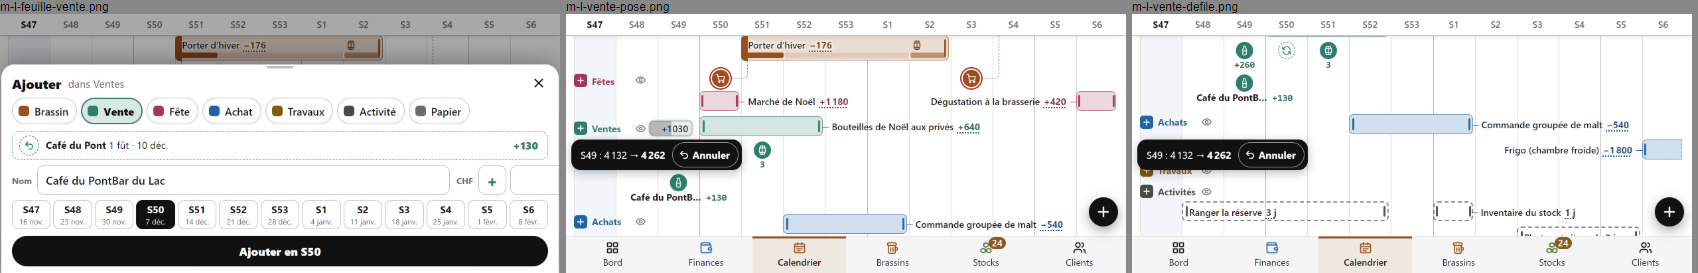 m-l-feuille-vente.png
S47 S48 S49 S50 S51 S52 S53 S1 S2 S3 S4 S5 S6
Porter d'hiver −176
Ajouter dans Ventes
Brassin Vente Fête Achat Travaux Activité Papier
Café du Pont 1 fût · 10 déc. +130
Nom Café du PontBar du Lac CHF +
S47 S48 S49 S50 S51 S52 S53 S1 S2 S3 S4 S5 S6
16 nov. 23 nov. 30 nov. 7 déc. 14 déc. 21 déc. 28 déc. 4 janv. 11 janv. 18 janv. 25 janv. 1 févr. 8 févr.
Ajouter en S50
m-l-vente-pose.png
S47 S48 S49 S50 S51 S52 S53 S1 S2 S3 S4 S5 S6
Porter d'hiver −176
Fêtes
Marché de Noël +1180
Dégustation à la brasserie +420
Ventes
+1030
Bouteilles de Noël aux privés +640
S49 : 4 132 → 4 262 Annuler
3
Café du PontB... +130
Achats
Commande groupée de malt −540
Bord Finances Calendrier Brassins Stocks 24 Clients
m-l-vente-defile.png
S47 S48 S49 S50 S51 S52 S53 S1 S2 S3 S4 S5 S6
+260 3
Café du PontB... +130
Achats
Commande groupée de malt −540
Frigo (chambre froide) −1 800
S49 : 4 132 → 4 262 Annuler
Travaux
Activités
Ranger la réserve 3 j
Inventaire du stock 1 j
Bord Finances Calendrier Brassins Stocks 24 Clients